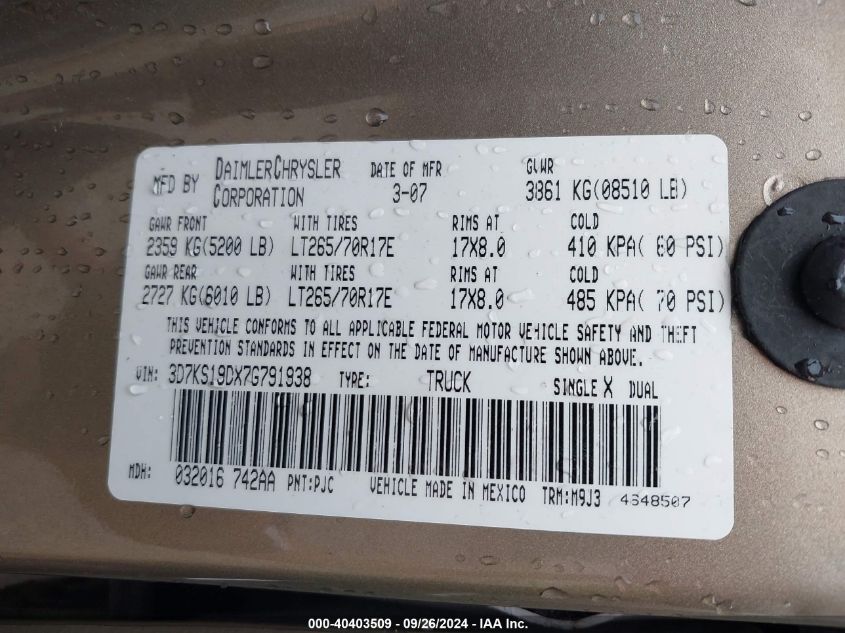 MFD BY DAIMLERCHRYSLER CORPORATION DATE OF MFR 3-07 GVWR 3861 KG(08510 LB)
GAWR FRONT WITH TIRES RIMS AT COLD
2359 KG(5200 LB) LT265/70R17E 17X8.0 410 KPA( 60 PSI)
GAWR REAR WITH TIRES RIMS AT COLD
2727 KG(6010 LB) LT265/70R17E 17X8.0 485 KPA( 70 PSI)
THIS VEHICLE CONFORMS TO ALL APPLICABLE FEDERAL MOTOR VEHICLE SAFETY AND THEFT
PREVENTION STANDARDS IN EFFECT ON THE DATE OF MANUFACTURE SHOWN ABOVE.
VIN: 3D7KS19DX7G791938 TYPE: TRUCK SINGLE X DUAL
MDH: 032016 742AA PNT:PJC VEHICLE MADE IN MEXICO TRM:M9J3 4648507
000-40403509 - 09/26/2024 - IAA Inc.